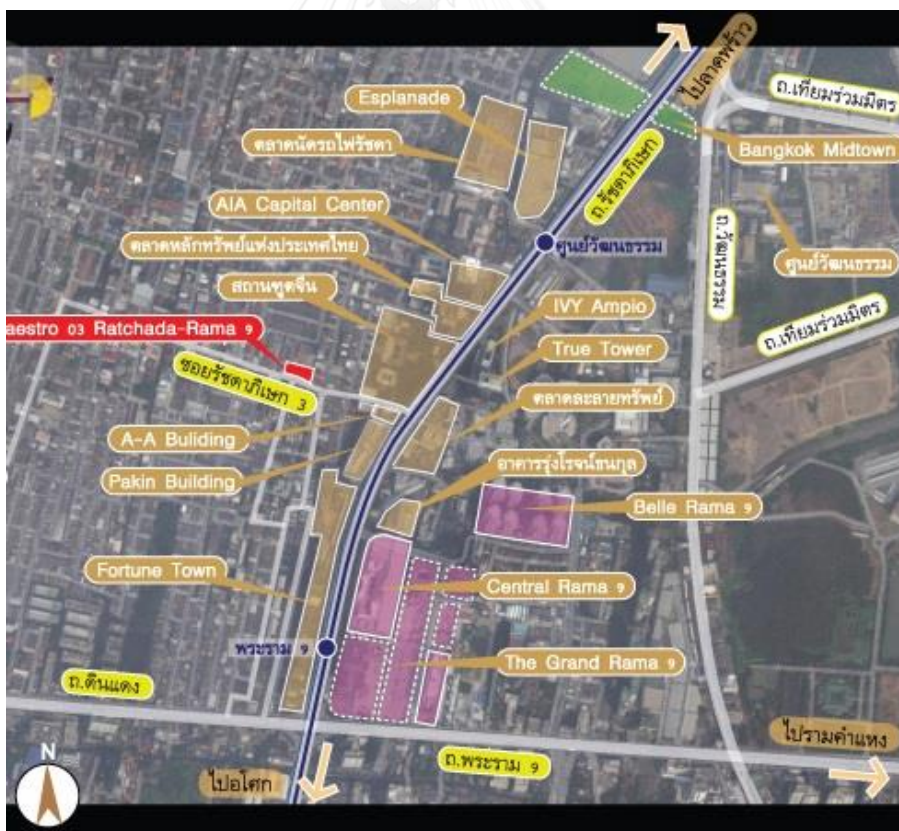 ไปลาดพร้าว
ถ.เทียมร่วมมิตร
Esplanade
ตลาดนัดรถไฟรัชดา
Bangkok Midtown
ถ.รัชดาภิเษก
AIA Capital Center
ตลาดหลักทรัพย์แห่งประเทศไทย
ศูนย์วัฒนธรรม
ถ.วัฒนธรรม
ศูนย์วัฒนธรรม
สถานทูตจีน
IVY Ampio
aestro 03 Ratchada-Rama 9
True Tower
ถ.เทียมร่วมมิตร
ซอยรัชดาภิเษก 3
ตลาดละลายทรัพย์
A-A Buliding
อาคารรุ่งโรจน์ธนกุล
Pakin Building
Belle Rama 9
Fortune Town
Central Rama 9
พระราม 9
The Grand Rama 9
ถ.ดินแดง
ไปรามคำแหง
ถ.พระราม 9
N
ไปอโศก